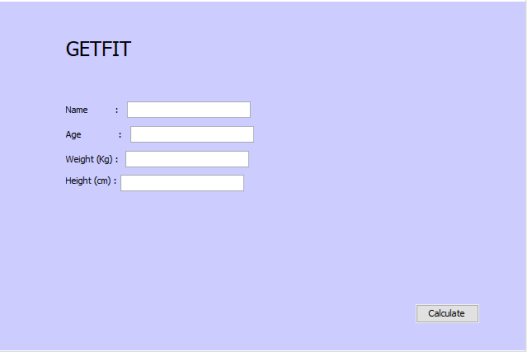 GETFIT
Name :
Age :
Weight (Kg) :
Height (cm) :
Calculate